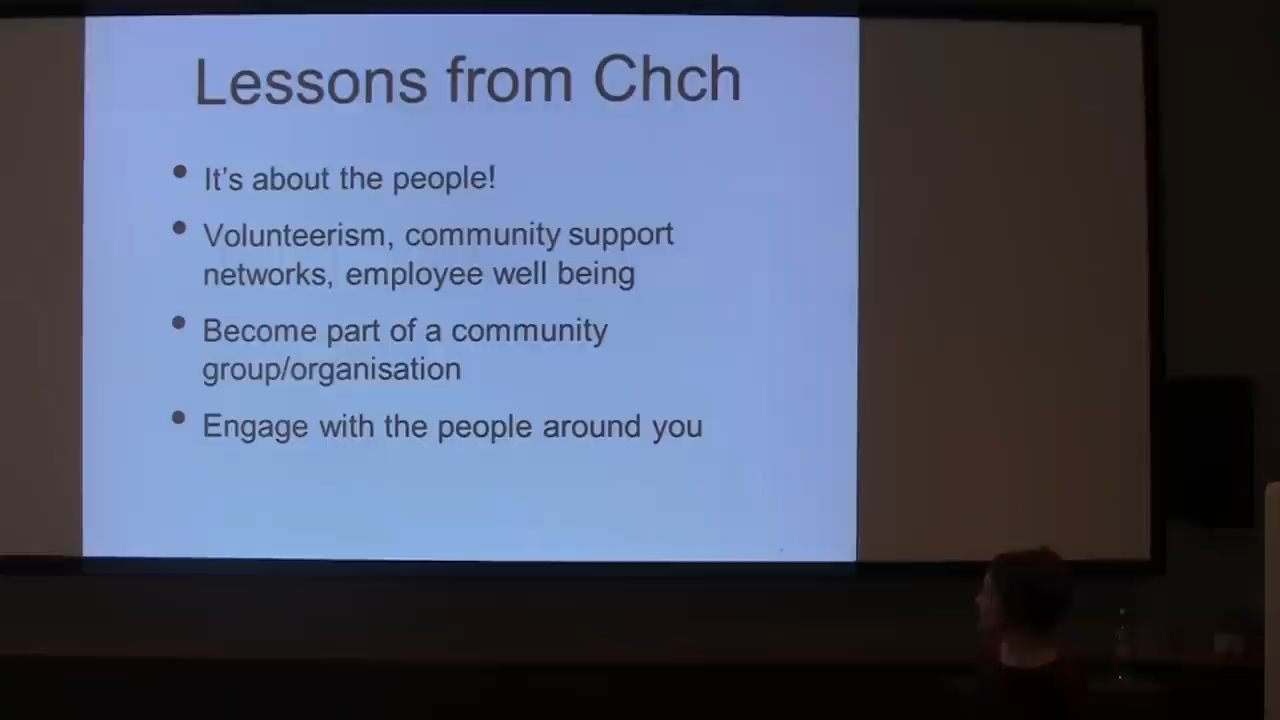 Lessons from Chch
• It's about the people!
• Volunteerism, community support
networks, employee well being
• Become part of a community
group/organisation
• Engage with the people around you